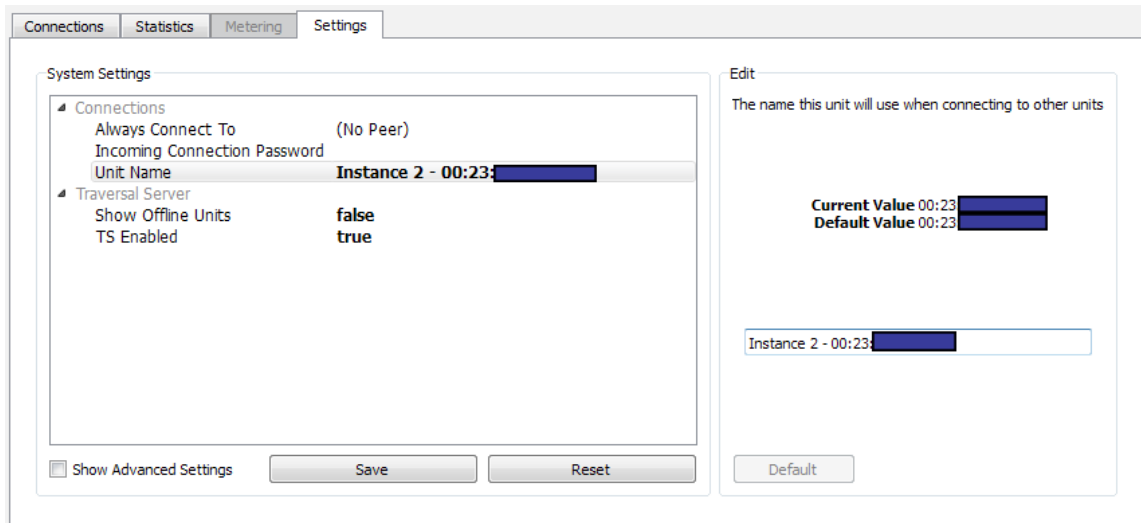 Connections Statistics Metering Settings
System Settings
Connections
Always Connect To (No Peer)
Incoming Connection Password
Unit Name Instance 2 - 00:23:
Traversal Server
Show Offline Units false
TS Enabled true
Show Advanced Settings Save Reset
Edit
The name this unit will use when connecting to other units
Current Value 00:23
Default Value 00:23
Instance 2 - 00:23:
Default